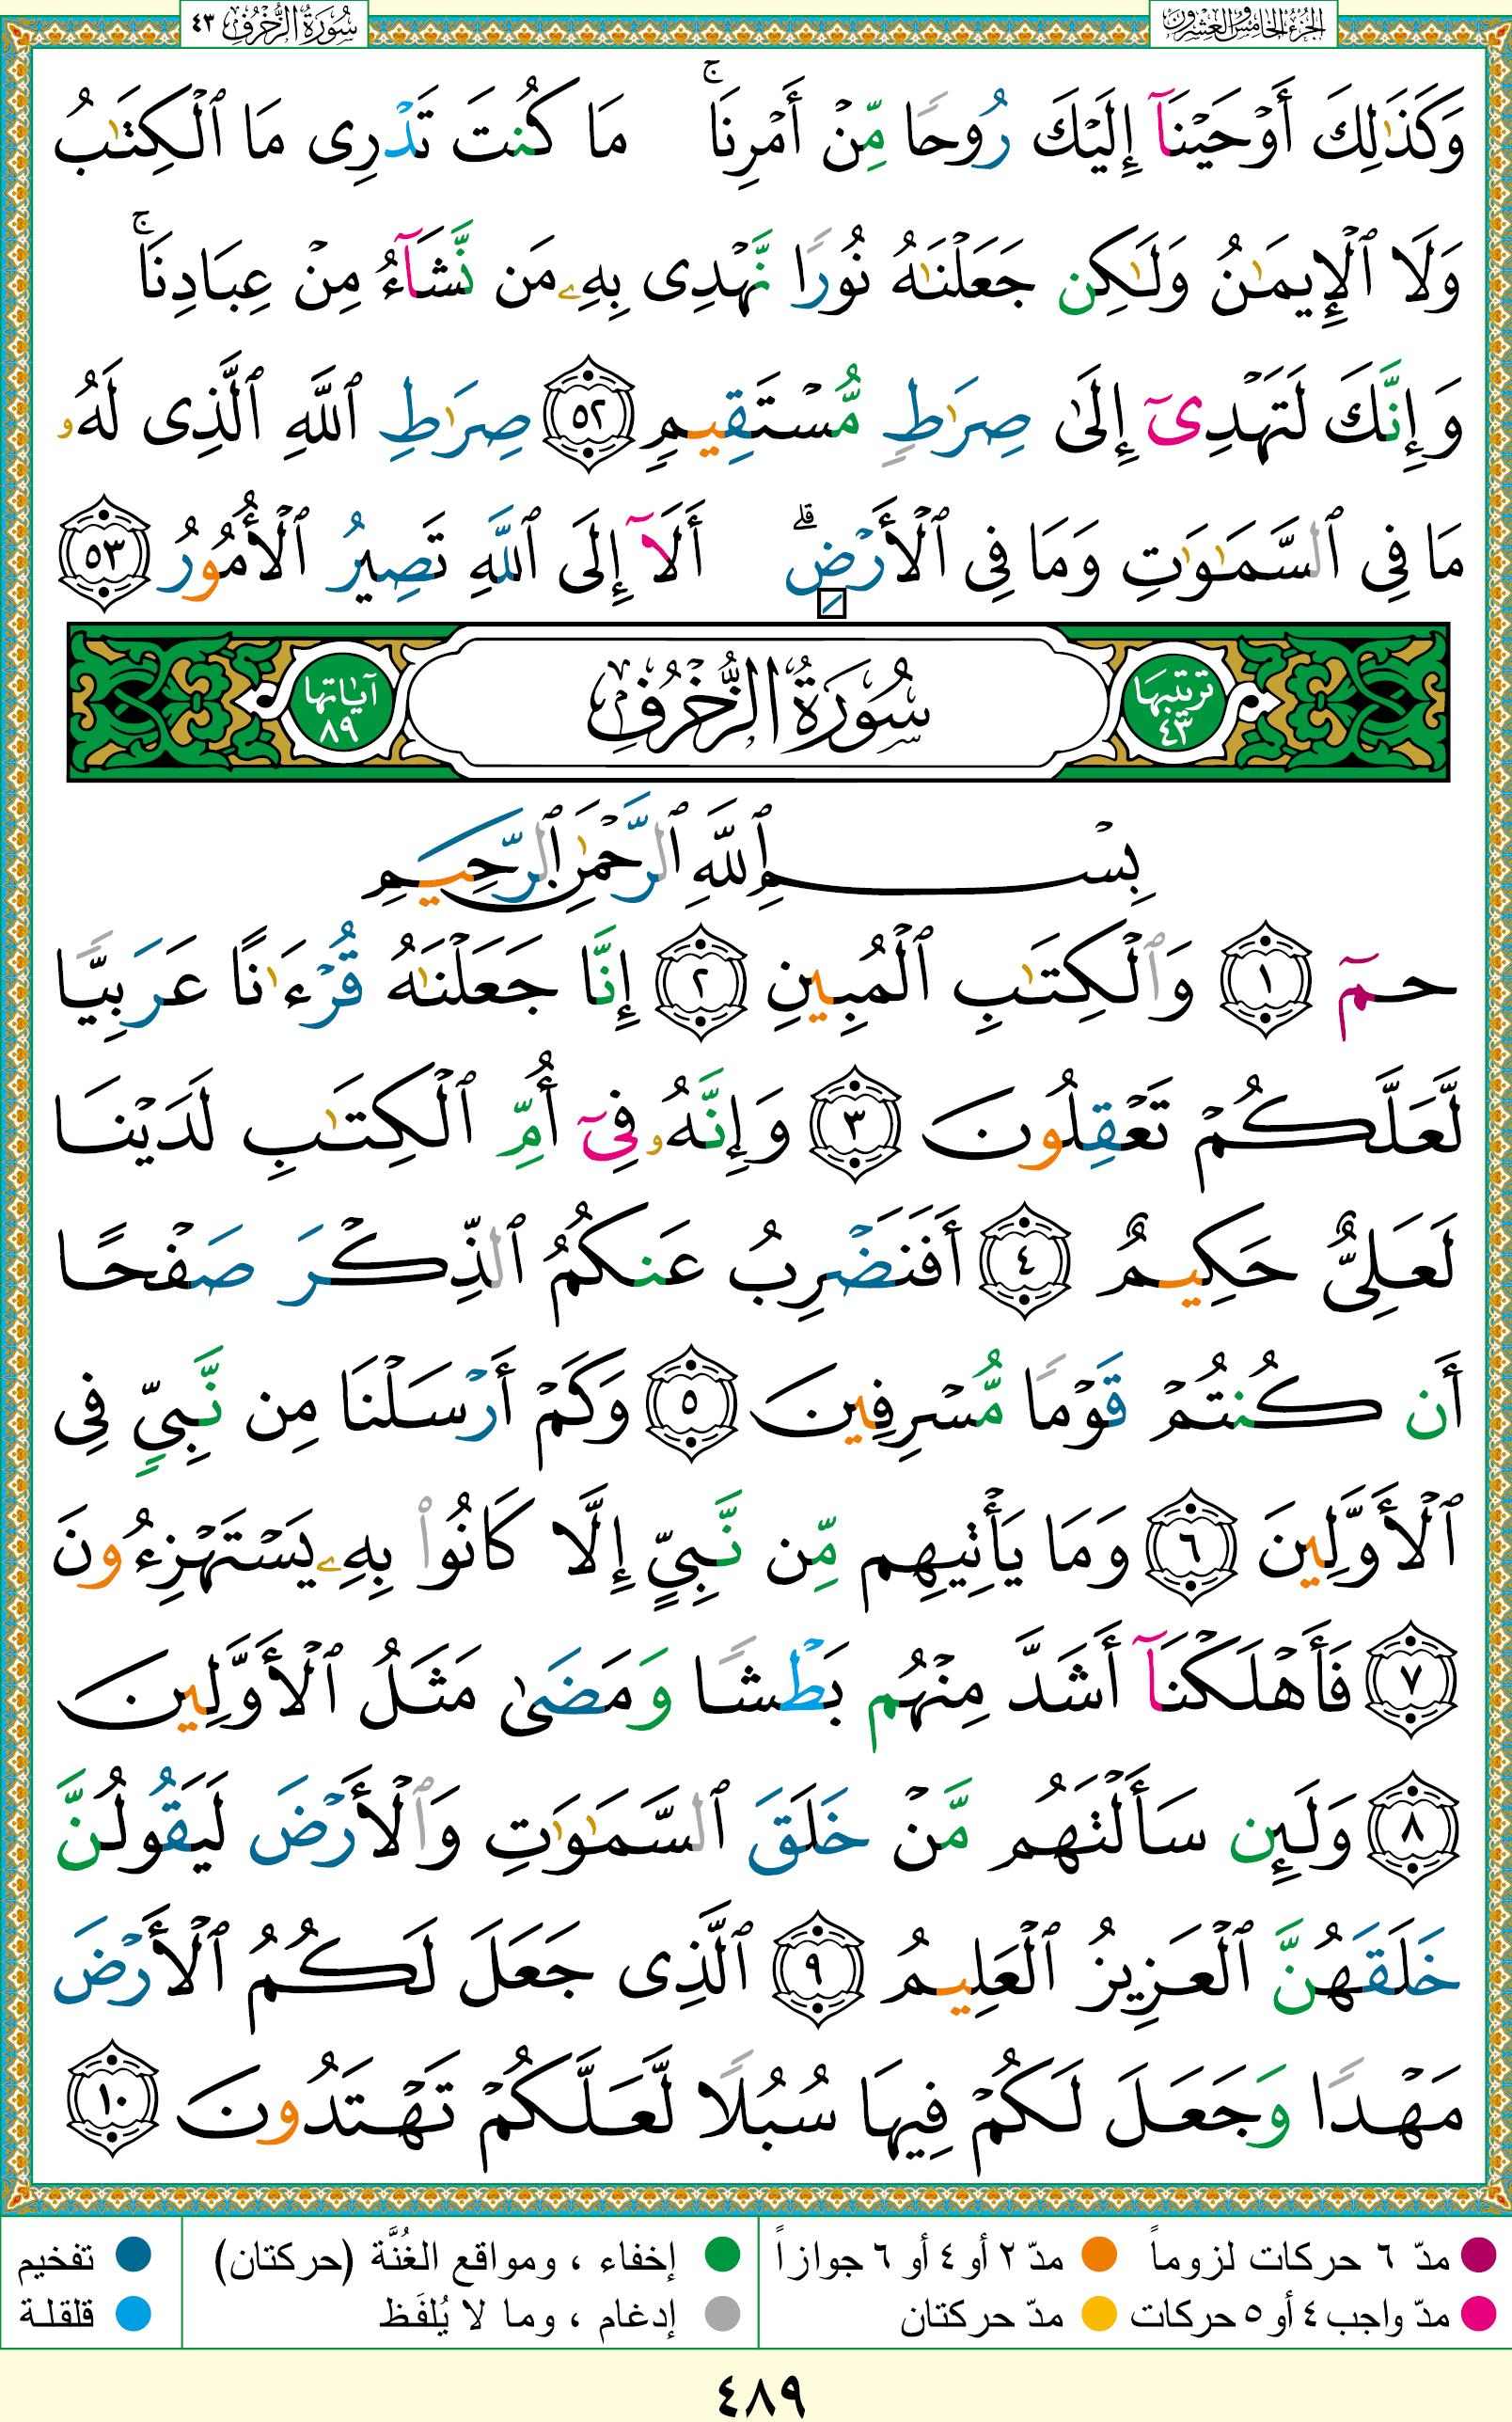 الجزء الخامس والعشرون
سُورَةُ الزُّخْرُفِ ٤٣
وَكَذَٰلِكَ أَوْحَيْنَآ إِلَيْكَ رُوحًا مِّنْ أَمْرِنَا ۚ مَا كُنتَ تَدْرِى مَا ٱلْكِتَـٰبُ
وَلَا ٱلْإِيمَـٰنُ وَلَـٰكِن جَعَلْنَـٰهُ نُورًا نَّهْدِى بِهِۦ مَن نَّشَآءُ مِنْ عِبَادِنَا ۚ
وَإِنَّكَ لَتَهْدِىٓ إِلَىٰ صِرَٰطٍ مُّسْتَقِيمٍ ٥٢ صِرَٰطِ ٱللَّهِ ٱلَّذِى لَهُۥ
مَا فِى ٱلسَّمَـٰوَٰتِ وَمَا فِى ٱلْأَرْضِ ۗ أَلَآ إِلَى ٱللَّهِ تَصِيرُ ٱلْأُمُورُ ٥٣
ترتيبها ٤٣ سُورَةُ الزُّخْرُفِ آياتها ٨٩
بِسْمِ ٱللَّهِ ٱلرَّحْمَـٰنِ ٱلرَّحِيمِ
حمٓ ١ وَٱلْكِتَـٰبِ ٱلْمُبِينِ ٢ إِنَّا جَعَلْنَـٰهُ قُرْءَٰنًا عَرَبِيًّا
لَّعَلَّكُمْ تَعْقِلُونَ ٣ وَإِنَّهُۥ فِىٓ أُمِّ ٱلْكِتَـٰبِ لَدَيْنَا
لَعَلِىٌّ حَكِيمٌ ٤ أَفَنَضْرِبُ عَنكُمُ ٱلذِّكْرَ صَفْحًا
أَن كُنتُمْ قَوْمًا مُّسْرِفِينَ ٥ وَكَمْ أَرْسَلْنَا مِن نَّبِىٍّ فِى
ٱلْأَوَّلِينَ ٦ وَمَا يَأْتِيهِم مِّن نَّبِىٍّ إِلَّا كَانُوا۟ بِهِۦ يَسْتَهْزِءُونَ
٧ فَأَهْلَكْنَآ أَشَدَّ مِنْهُم بَطْشًا وَمَضَىٰ مَثَلُ ٱلْأَوَّلِينَ
٨ وَلَئِن سَأَلْتَهُم مَّنْ خَلَقَ ٱلسَّمَـٰوَٰتِ وَٱلْأَرْضَ لَيَقُولُنَّ
خَلَقَهُنَّ ٱلْعَزِيزُ ٱلْعَلِيمُ ٩ ٱلَّذِى جَعَلَ لَكُمُ ٱلْأَرْضَ
مَهْدًا وَجَعَلَ لَكُمْ فِيهَا سُبُلًا لَّعَلَّكُمْ تَهْتَدُونَ ١٠
مدّ ٦ حركات لزوماً مدّ ٢ أو ٤ أو ٦ جوازاً إخفاء ، ومواقع الغُنَّة (حركتان) تفخيم
مدّ واجب ٤ أو ٥ حركات مدّ حركتان إدغام ، وما لا يُلفَظ قلقلة
٤٨٩